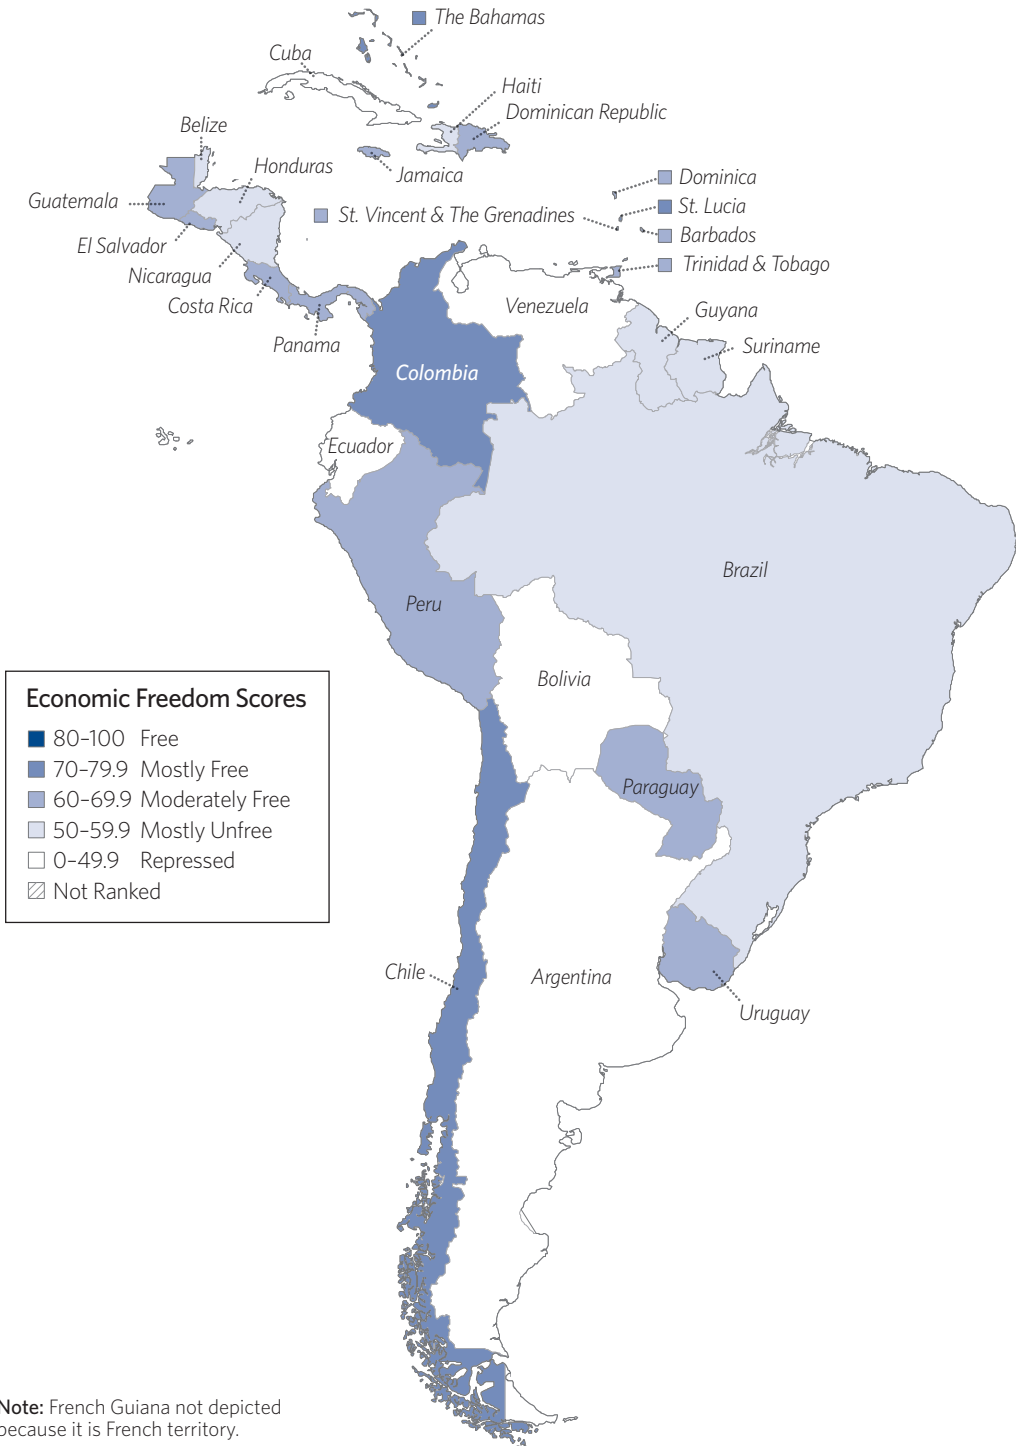 The Bahamas
Cuba
Haiti
Dominican Republic
Belize
Honduras
Jamaica
Guatemala
Dominica
St. Lucia
St. Vincent & The Grenadines
Barbados
El Salvador
Trinidad & Tobago
Nicaragua
Costa Rica
Venezuela
Guyana
Panama
Suriname
Colombia
Ecuador
Brazil
Peru
Bolivia
Economic Freedom Scores
80–100 Free
70–79.9 Mostly Free
60–69.9 Moderately Free
50–59.9 Mostly Unfree
0–49.9 Repressed
Not Ranked
Paraguay
Chile
Argentina
Uruguay
Note: French Guiana not depicted
because it is French territory.